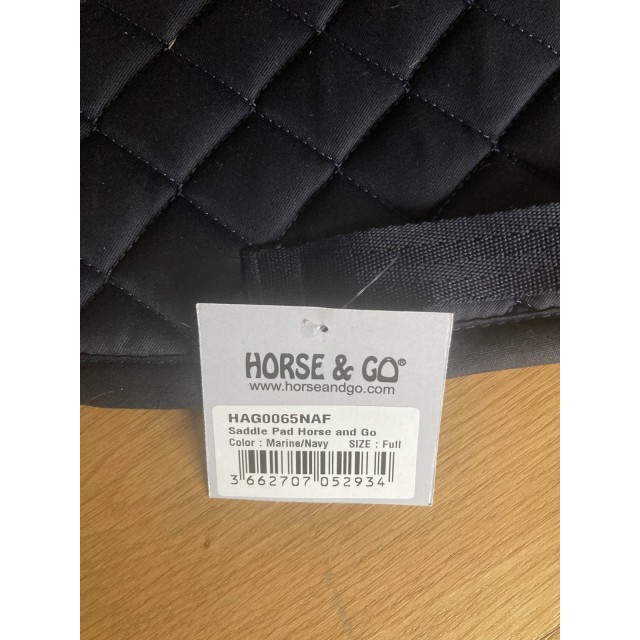 HORSE & GO®
www.horseandgo.com
HAG0065NAF
Saddle Pad Horse and Go
Color : Marine/Navy SIZE : Full
3 662707 052934